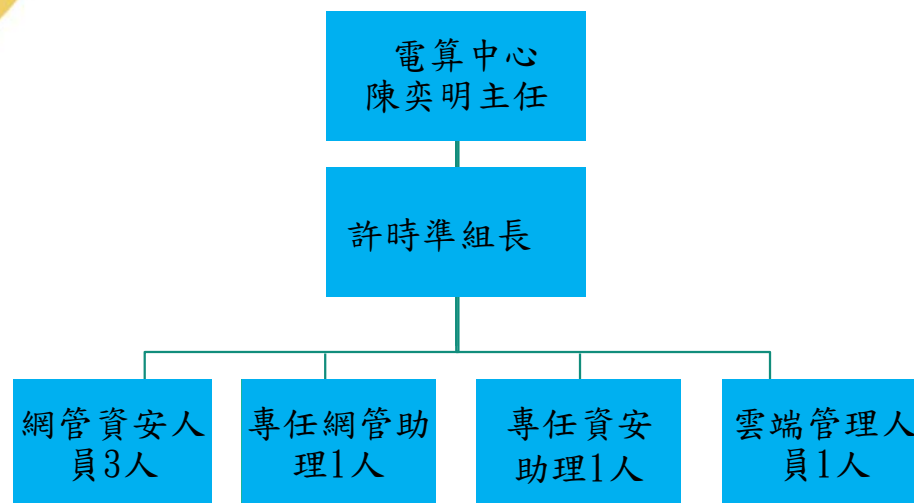 電算中心
陳奕明主任
許時準組長
網管資安人
員3人
專任網管助
理1人
專任資安
助理1人
雲端管理人
員1人